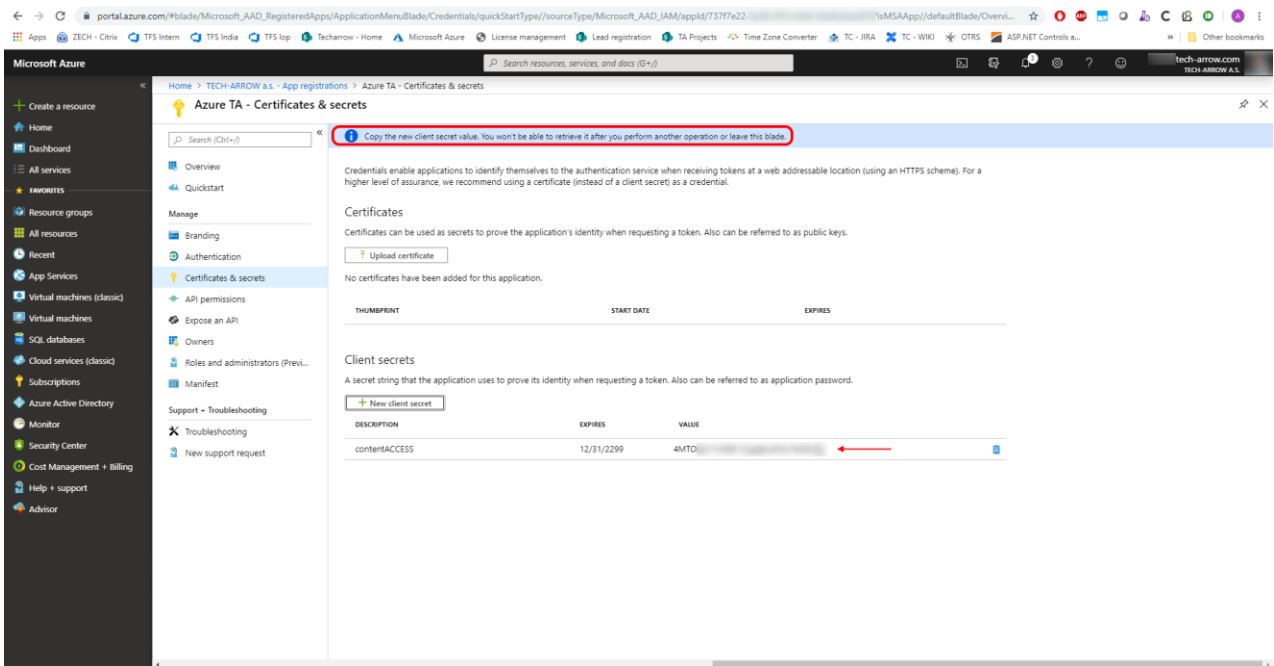 portal.azure.com/#blade/Microsoft_AAD_RegisteredApps/ApplicationMenuBlade/Credentials/quickStartType//sourceType/Microsoft_AAD_IAM/appId/737f7e22- /isMSAApp//defaultBlade/Overvi...
Apps ZECH - Citrix TFS Intern TFS India TFS Iop Techarrow - Home Microsoft Azure License management Lead registration TA Projects Time Zone Converter TC - JIRA TC - WIKI OTRS ASP.NET Controls a... » Other bookmarks
Microsoft Azure
Search resources, services, and docs (G+/)
tech-arrow.com
TECH-ARROW A.S.
«
Create a resource
Home
Dashboard
All services
FAVORITES
Resource groups
All resources
Recent
App Services
Virtual machines (classic)
Virtual machines
SQL databases
Cloud services (classic)
Subscriptions
Azure Active Directory
Monitor
Security Center
Cost Management + Billing
Help + support
Advisor
Home > TECH-ARROW a.s. - App registrations > Azure TA - Certificates & secrets
Azure TA - Certificates & secrets
Search (Ctrl+/)
«
Overview
Quickstart
Manage
Branding
Authentication
Certificates & secrets
API permissions
Expose an API
Owners
Roles and administrators (Previ...
Manifest
Support + Troubleshooting
Troubleshooting
New support request
Copy the new client secret value. You won't be able to retrieve it after you perform another operation or leave this blade.
Credentials enable applications to identify themselves to the authentication service when receiving tokens at a web addressable location (using an HTTPS scheme). For a
higher level of assurance, we recommend using a certificate (instead of a client secret) as a credential.
Certificates
Certificates can be used as secrets to prove the application's identity when requesting a token. Also can be referred to as public keys.
Upload certificate
No certificates have been added for this application.
THUMBPRINT START DATE EXPIRES
Client secrets
A secret string that the application uses to prove its identity when requesting a token. Also can be referred to as application password.
New client secret
DESCRIPTION EXPIRES VALUE
contentACCESS 12/31/2299 4MTO